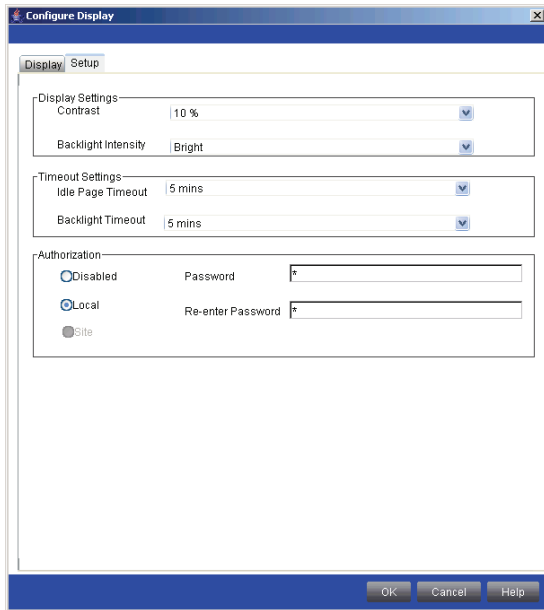 Configure Display
Display Setup
Display Settings
Contrast 10 %
Backlight Intensity Bright
Timeout Settings
Idle Page Timeout 5 mins
Backlight Timeout 5 mins
Authorization
Disabled Password *
Local Re-enter Password *
Site
OK Cancel Help